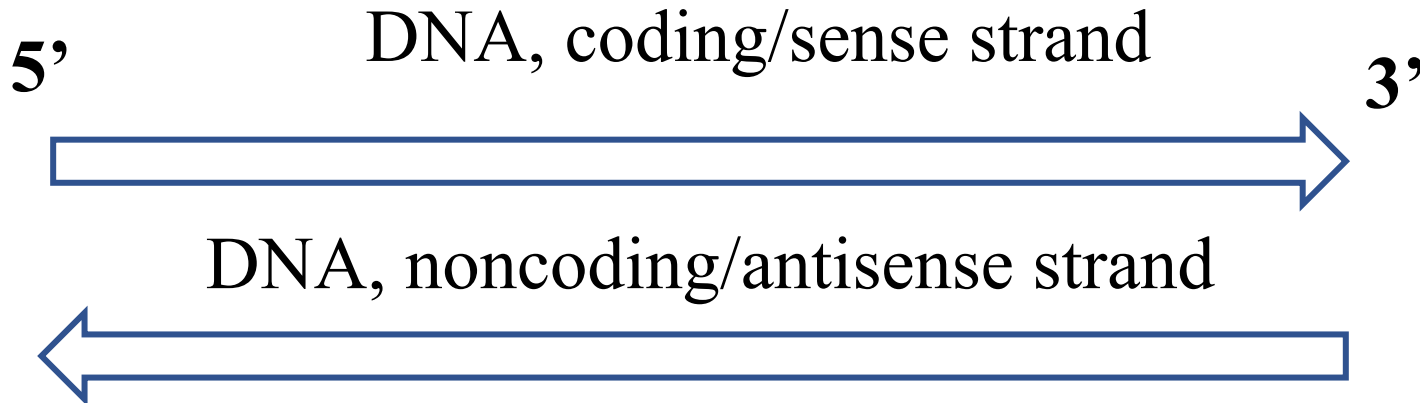 5’
DNA, coding/sense strand
3’
DNA, noncoding/antisense strand